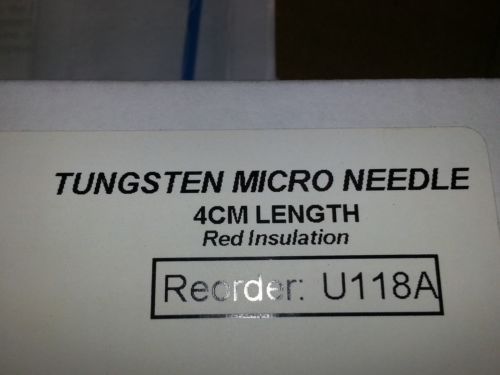 TUNGSTEN MICRO NEEDLE
4CM LENGTH
Red Insulation
Reorder: U118A